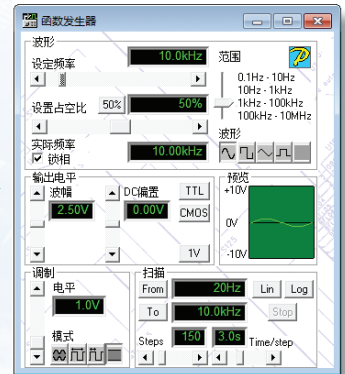 函数发生器
波形
设定频率 10.0kHz
范围
0.1Hz - 10Hz
10Hz - 1kHz
1kHz - 100kHz
100kHz - 10MHz
设置占空比 50% 50%
波形
实际频率
锁相 10.00kHz
输出电平
波幅 DC偏置 TTL
2.50V 0.00V CMOS
1V
预览
+10V
0V
-10V
调制
电平
1.0V
模式
扫描
From 20Hz Lin Log
To 10.0kHz Stop
Steps 150 3.0s Time/step